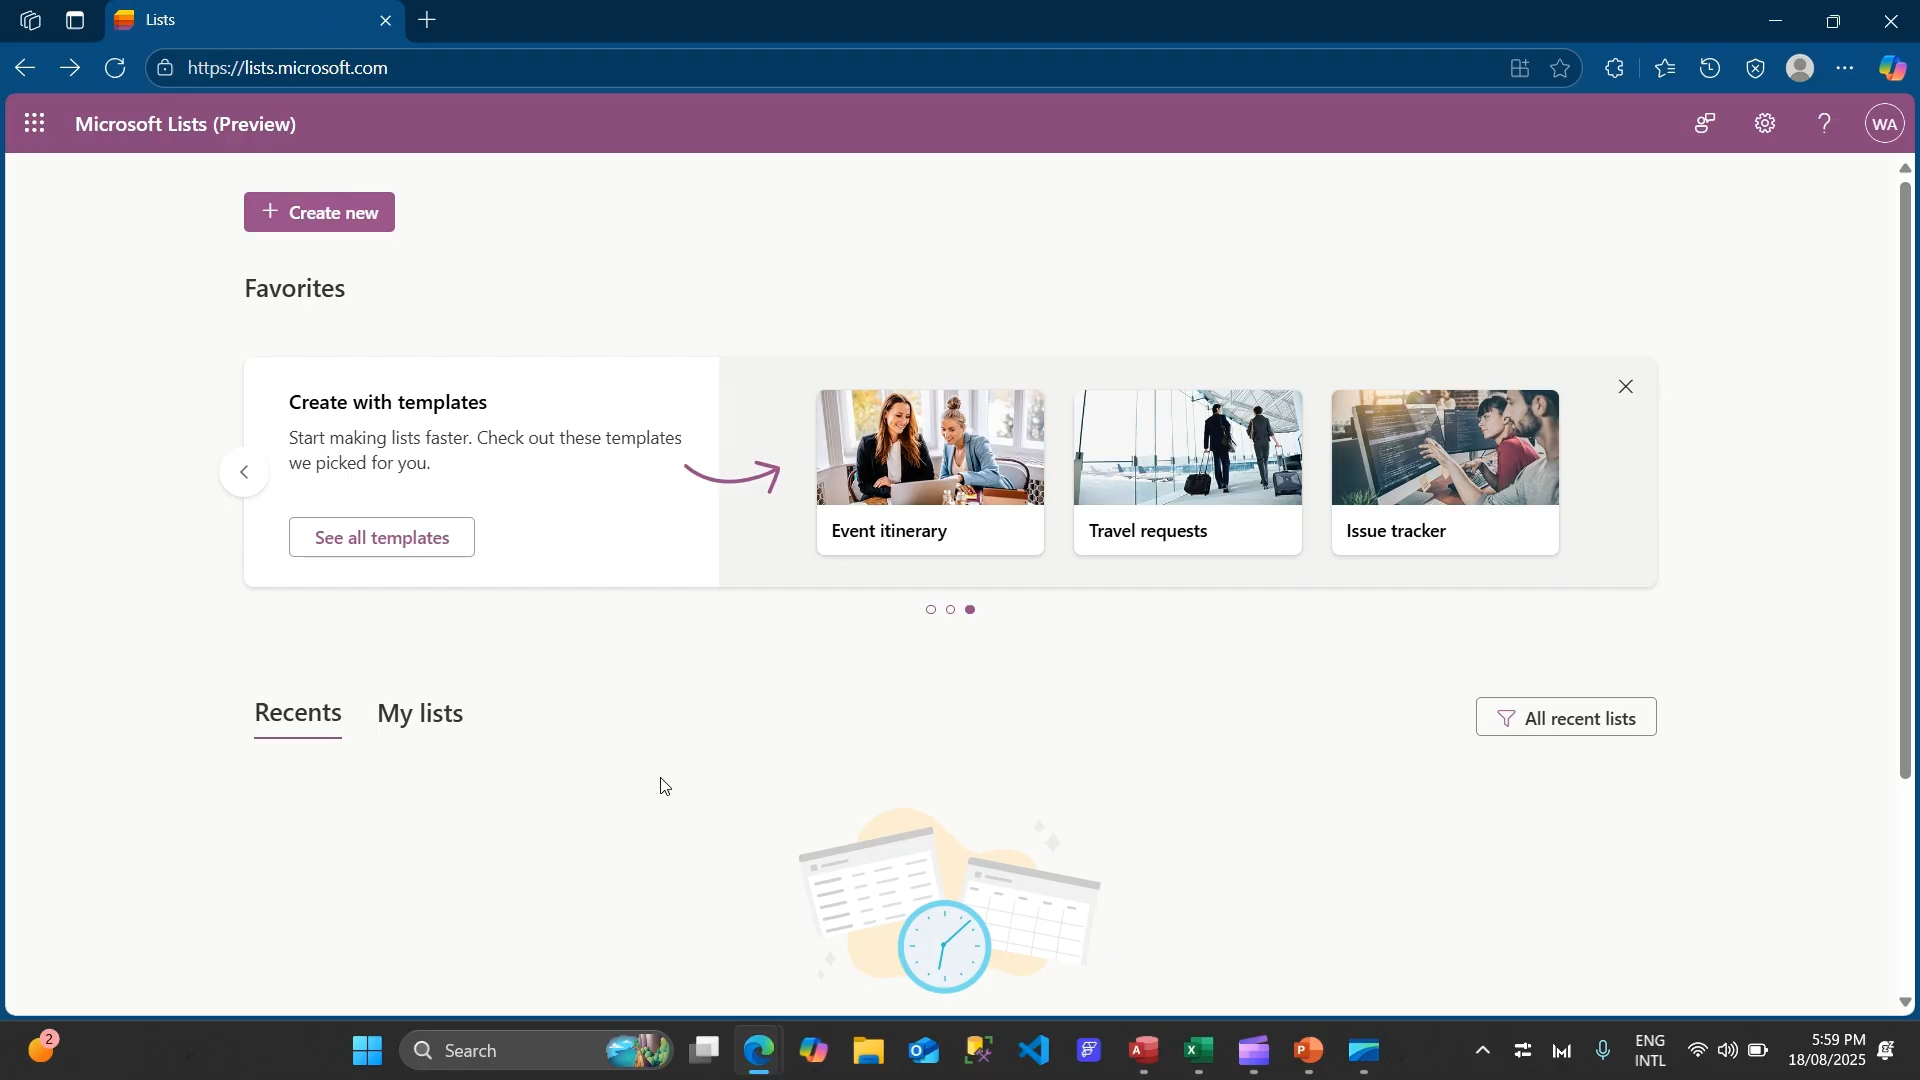 Lists
https://lists.microsoft.com
Microsoft Lists (Preview)
WA
Create new
Favorites
Create with templates
Start making lists faster. Check out these templates
we picked for you.
See all templates
Event itinerary
Travel requests
Issue tracker
Recents
My lists
All recent lists
2
Search
A
X
P
ENG
INTL
5:59 PM
18/08/2025